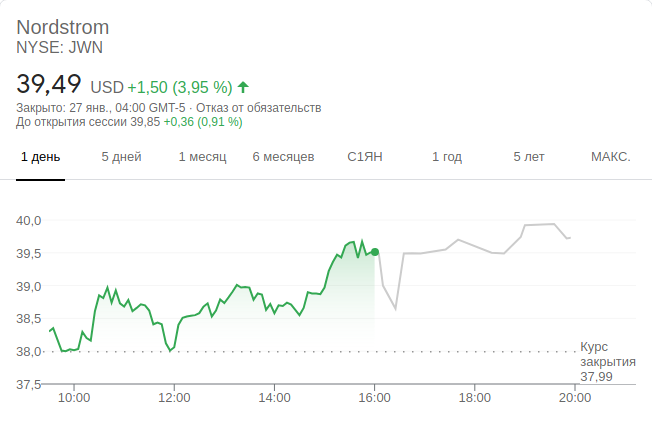 Nordstrom
NYSE: JWN
39,49 USD +1,50 (3,95 %)
Закрыто: 27 янв., 04:00 GMT-5 · Отказ от обязательств
До открытия сессии 39,85 +0,36 (0,91 %)
1 день 5 дней 1 месяц 6 месяцев С1ЯН 1 год 5 лет МАКС.
40,0
39,5
39,0
38,5
38,0
Курс
закрытия
37,99
37,5
10:00 12:00 14:00 16:00 18:00 20:00